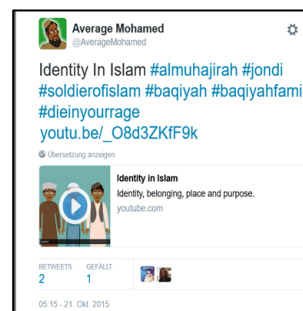 Average Mohamed
@AverageMohamed
Identity In Islam #almuhajirah #jondi
#soldierofislam #baqiyah #baqiyahfami
#dieinyourrage
youtu.be/_O8d3ZKfF9k
Übersetzung anzeigen
Identity in Islam
Identity, belonging, place and purpose.
youtube.com
RETWEETS GEFÄLLT
2 1
05:15 - 21. Okt. 2015